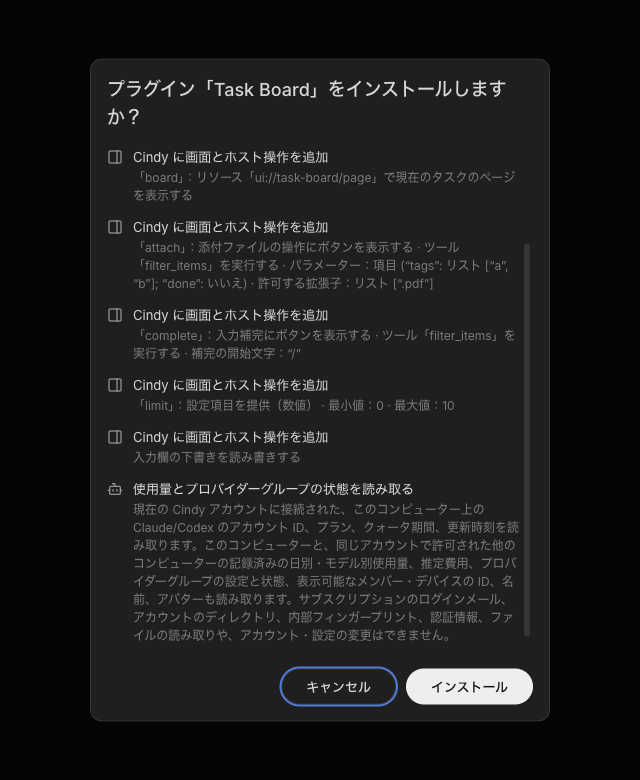 プラグイン「Task Board」をインストールします
か？
Cindy に画面とホスト操作を追加
「board」：リソース「ui://task-board/page」で現在のタスクのページ
を表示する
Cindy に画面とホスト操作を追加
「attach」：添付ファイルの操作にボタンを表示する · ツール
「filter_items」を実行する · パラメーター：項目 (“tags”: リスト [“a”,
“b”]; “done”: いいえ) · 許可する拡張子：リスト [“.pdf”]
Cindy に画面とホスト操作を追加
「complete」：入力補完にボタンを表示する · ツール「filter_items」を
実行する · 補完の開始文字：“/”
Cindy に画面とホスト操作を追加
「limit」：設定項目を提供（数値） · 最小値：0 · 最大値：10
Cindy に画面とホスト操作を追加
入力欄の下書きを読み書きする
使用量とプロバイダーグループの状態を読み取る
現在の Cindy アカウントに接続された、このコンピューター上の
Claude/Codex のアカウント ID、プラン、クォータ期間、更新時刻を読
み取ります。このコンピューターと、同じアカウントで許可された他の
コンピューターの記録済みの日別・モデル別使用量、推定費用、プロバ
イダーグループの設定と状態、表示可能なメンバー・デバイスの ID、名
前、アバターも読み取ります。サブスクリプションのログインメール、
アカウントのディレクトリ、内部フィンガープリント、認証情報、ファ
イルの読み取りや、アカウント・設定の変更はできません。
キャンセル
インストール